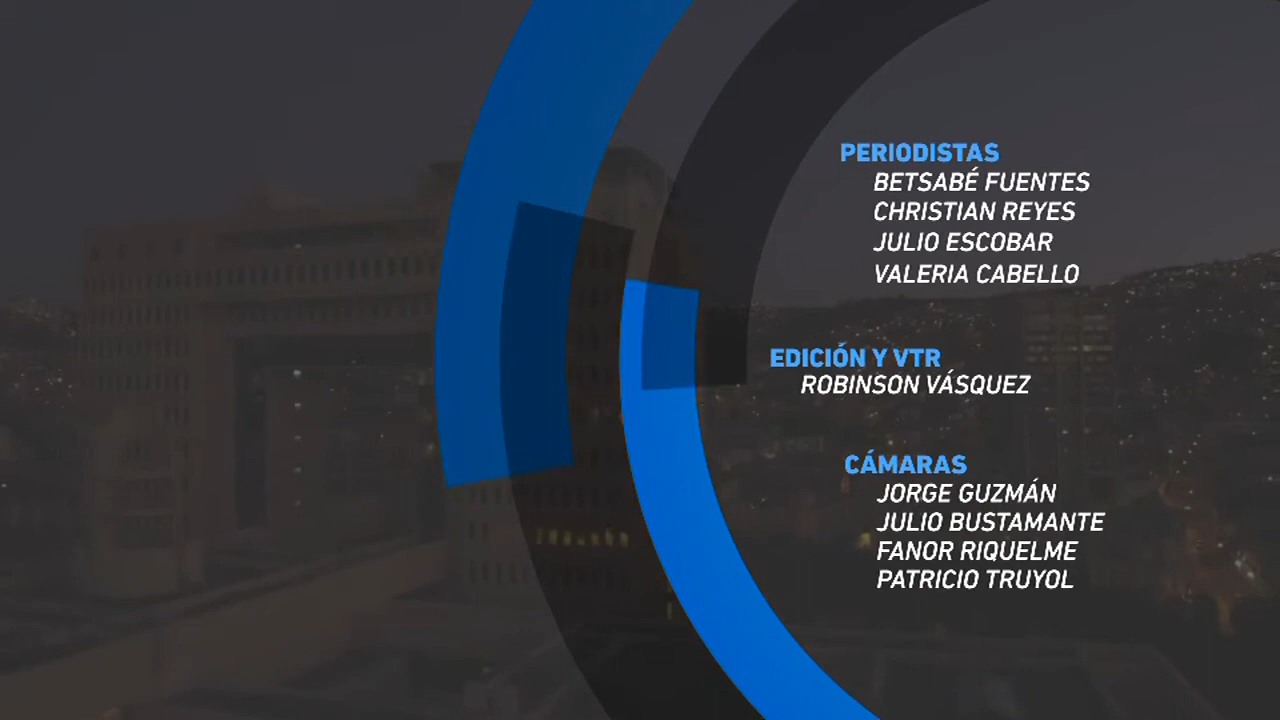 PERIODISTAS
BETSABÉ FUENTES
CHRISTIAN REYES
JULIO ESCOBAR
VALERIA CABELLO
EDICIÓN Y VTR
ROBINSON VÁSQUEZ
CÁMARAS
JORGE GUZMÁN
JULIO BUSTAMANTE
FANOR RIQUELME
PATRICIO TRUYOL